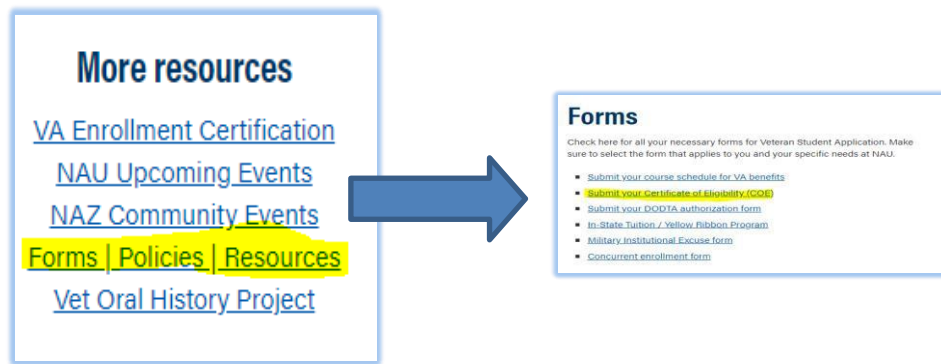 More resources
VA Enrollment Certification
NAU Upcoming Events
NAZ Community Events
Forms | Policies | Resources
Vet Oral History Project
Forms
Check here for all your necessary forms for Veteran Student Application. Make
sure to select the form that applies to you and your specific needs at NAU.
Submit your course schedule for VA benefits
Submit your Certificate of Eligibility (COE)
Submit your DODTA authorization form
In-State Tuition / Yellow Ribbon Program
Military Institutional Excuse form
Concurrent enrollment form